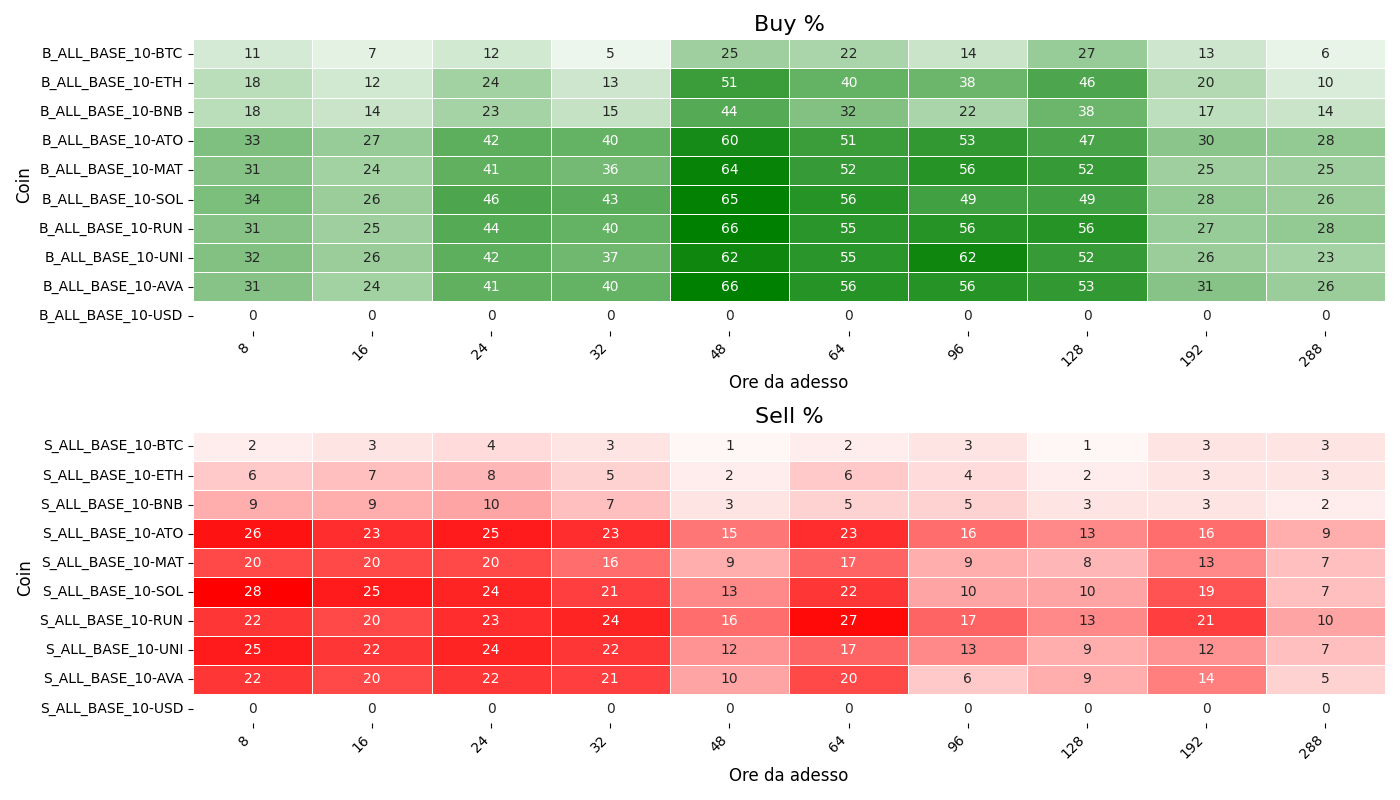 Buy %
B_ALL_BASE_10-BTC 11 7 12 5 25 22 14 27 13 6
B_ALL_BASE_10-ETH 18 12 24 13 51 40 38 46 20 10
B_ALL_BASE_10-BNB 18 14 23 15 44 32 22 38 17 14
B_ALL_BASE_10-ATO 33 27 42 40 60 51 53 47 30 28
B_ALL_BASE_10-MAT 31 24 41 36 64 52 56 52 25 25
Coin
B_ALL_BASE_10-SOL 34 26 46 43 65 56 49 49 28 26
B_ALL_BASE_10-RUN 31 25 44 40 66 55 56 56 27 28
B_ALL_BASE_10-UNI 32 26 42 37 62 55 62 52 26 23
B_ALL_BASE_10-AVA 31 24 41 40 66 56 56 53 31 26
B_ALL_BASE_10-USD 0 0 0 0 0 0 0 0 0 0
8 16 24 32 48 64 96 128 192 288
Ore da adesso
Sell %
S_ALL_BASE_10-BTC 2 3 4 3 1 2 3 1 3 3
S_ALL_BASE_10-ETH 6 7 8 5 2 6 4 2 3 3
S_ALL_BASE_10-BNB 9 9 10 7 3 5 5 3 3 2
S_ALL_BASE_10-ATO 26 23 25 23 15 23 16 13 16 9
S_ALL_BASE_10-MAT 20 20 20 16 9 17 9 8 13 7
Coin
S_ALL_BASE_10-SOL 28 25 24 21 13 22 10 10 19 7
S_ALL_BASE_10-RUN 22 20 23 24 16 27 17 13 21 10
S_ALL_BASE_10-UNI 25 22 24 22 12 17 13 9 12 7
S_ALL_BASE_10-AVA 22 20 22 21 10 20 6 9 14 5
S_ALL_BASE_10-USD 0 0 0 0 0 0 0 0 0 0
8 16 24 32 48 64 96 128 192 288
Ore da adesso